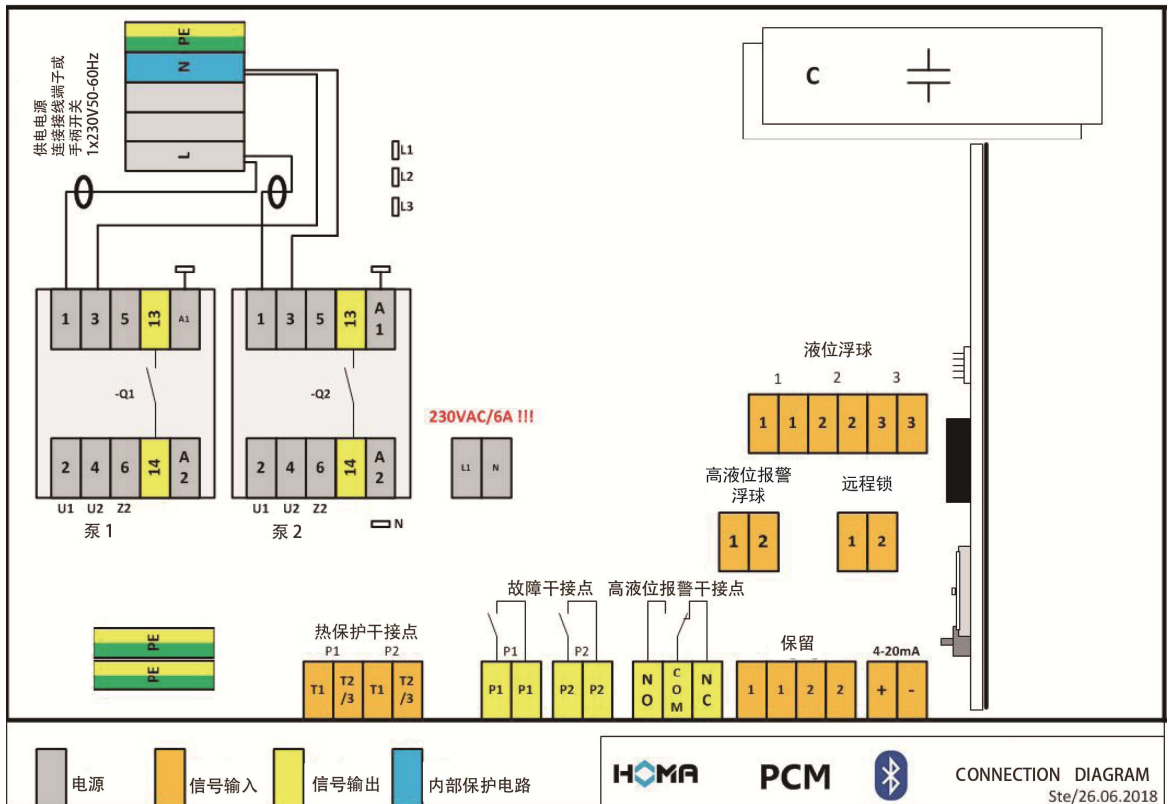 供电电源
连接接线端子或
手柄开关
1x230V50-60Hz
PE
N
L
L1
L2
L3
C
1 3 5 13 A1
-Q1
2 4 6 14 A2
U1 U2 Z2
泵 1
1 3 5 13 A1
-Q2
2 4 6 14 A2
U1 U2 Z2
泵 2
N
230VAC/6A !!!
L1 N
液位浮球
1 2 3
1 1 2 2 3 3
高液位报警
浮球
1 2
远程锁
1 2
PE
PE
热保护干接点
P1 P2
T1 T2/3 T1 T2/3
故障干接点
P1 P2
P1 P1 P2 P2
高液位报警干接点
NO COM NC
保留
1 1 2 2
4-20mA
+ -
电源
信号输入
信号输出
内部保护电路
HOMA
PCM
CONNECTION DIAGRAM
Ste/26.06.2018